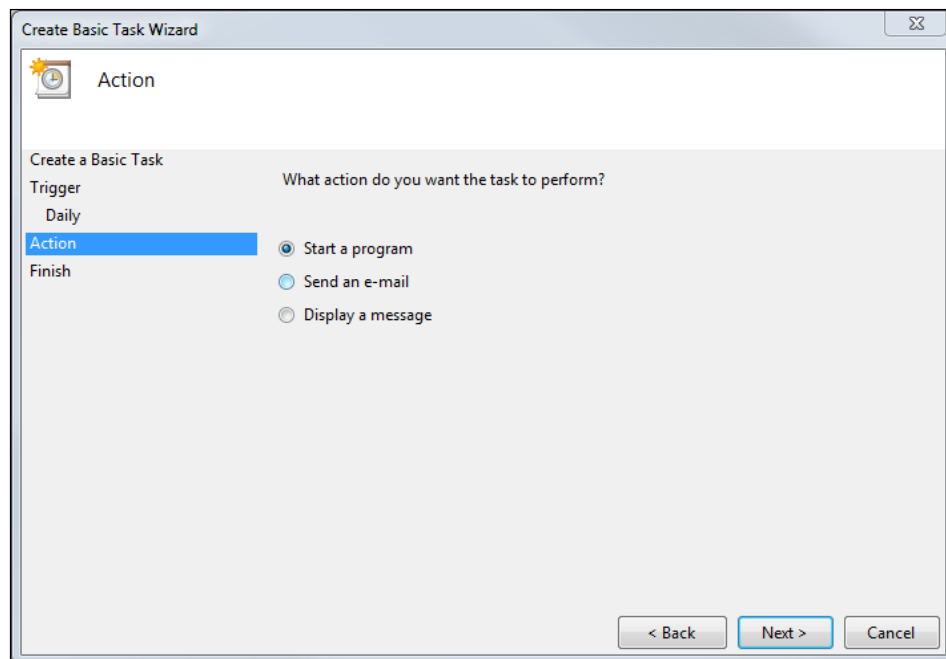 Create Basic Task Wizard
Action
Create a Basic Task
Trigger
Daily
Action
Finish
What action do you want the task to perform?
Start a program
Send an e-mail
Display a message
< Back
Next >
Cancel